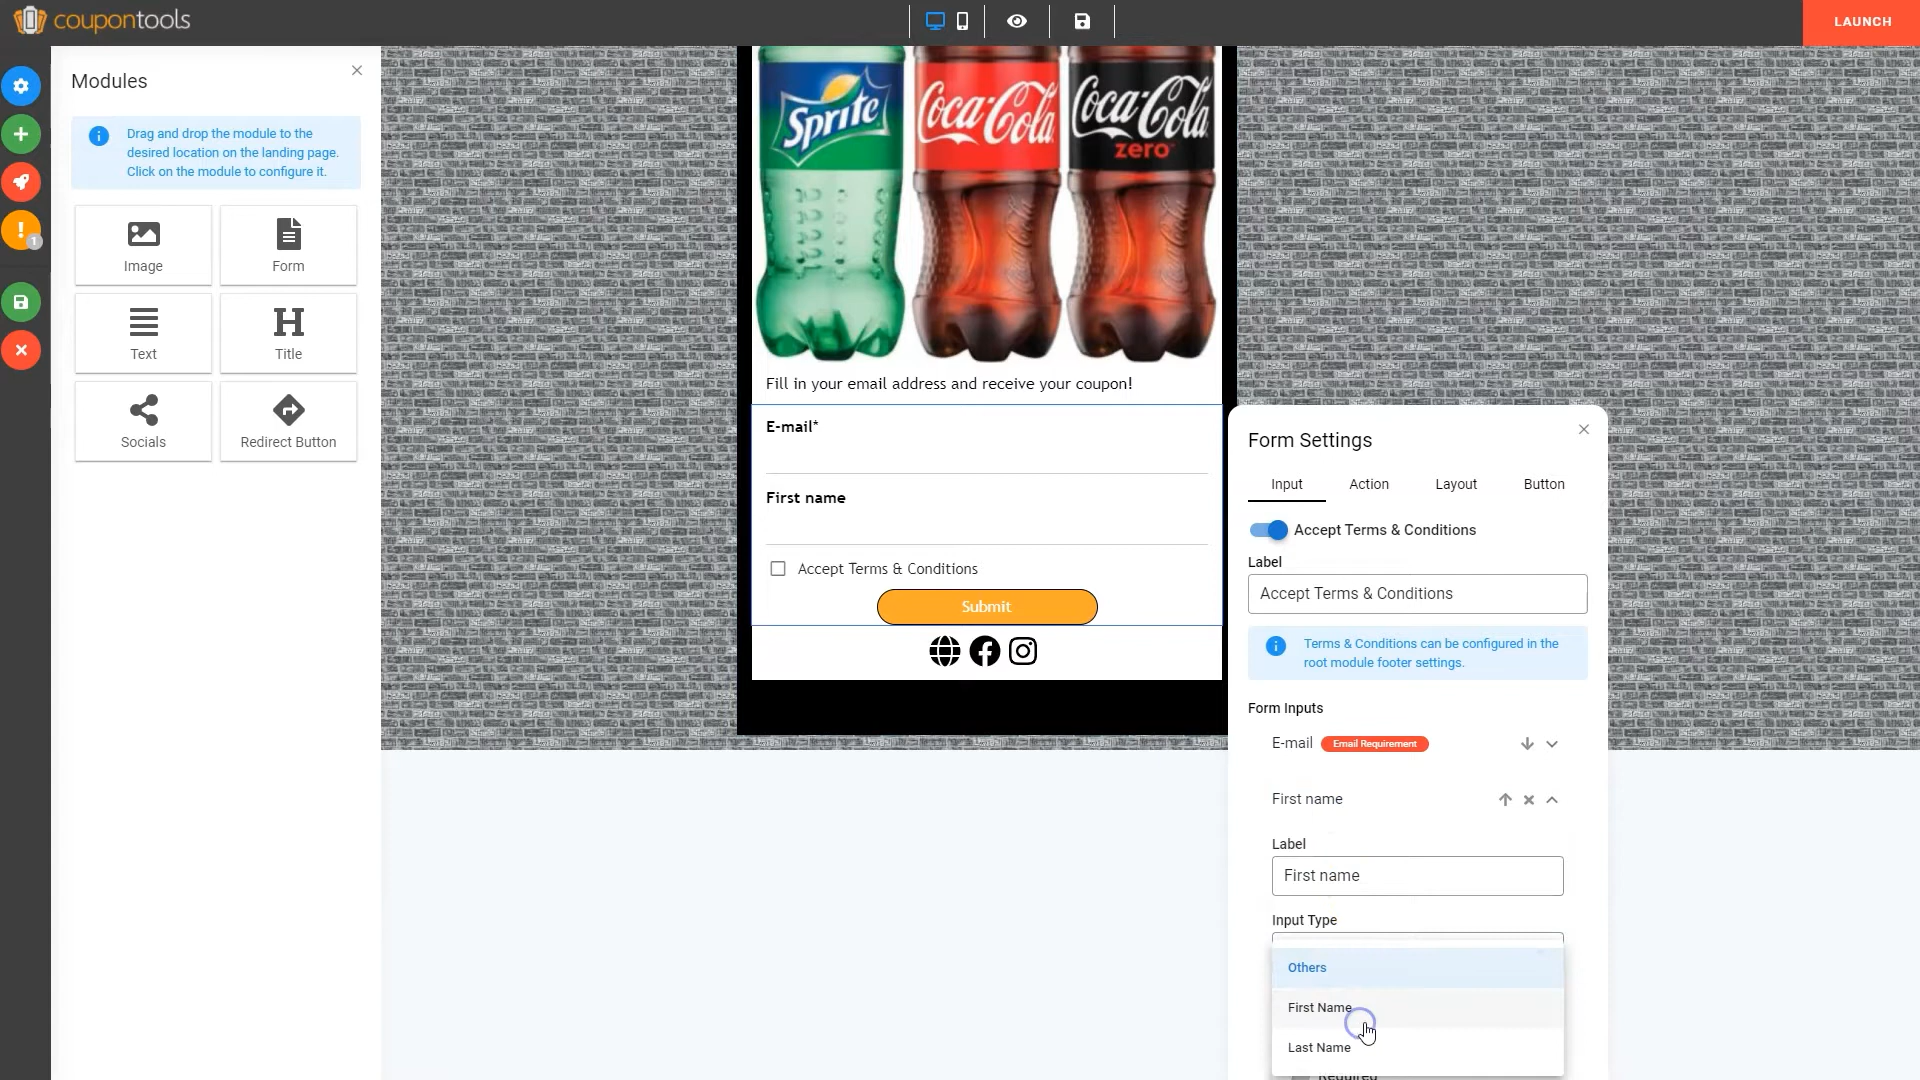 coupontools
LAUNCH
Modules
Drag and drop the module to the
desired location on the landing page.
Click on the module to configure it.
Image
Form
1
Text
Title
Socials
Redirect Button
Sprite
Coca-Cola
Coca-Cola
zero
Fill in your email address and receive your coupon!
E-mail*
First name
Accept Terms & Conditions
Submit
Form Settings
Input
Action
Layout
Button
Accept Terms & Conditions
Label
Accept Terms & Conditions
Terms & Conditions can be configured in the
root module footer settings.
Form Inputs
E-mail
Email Requirement
First name
Label
First name
Input Type
Others
First Name
Last Name
Required